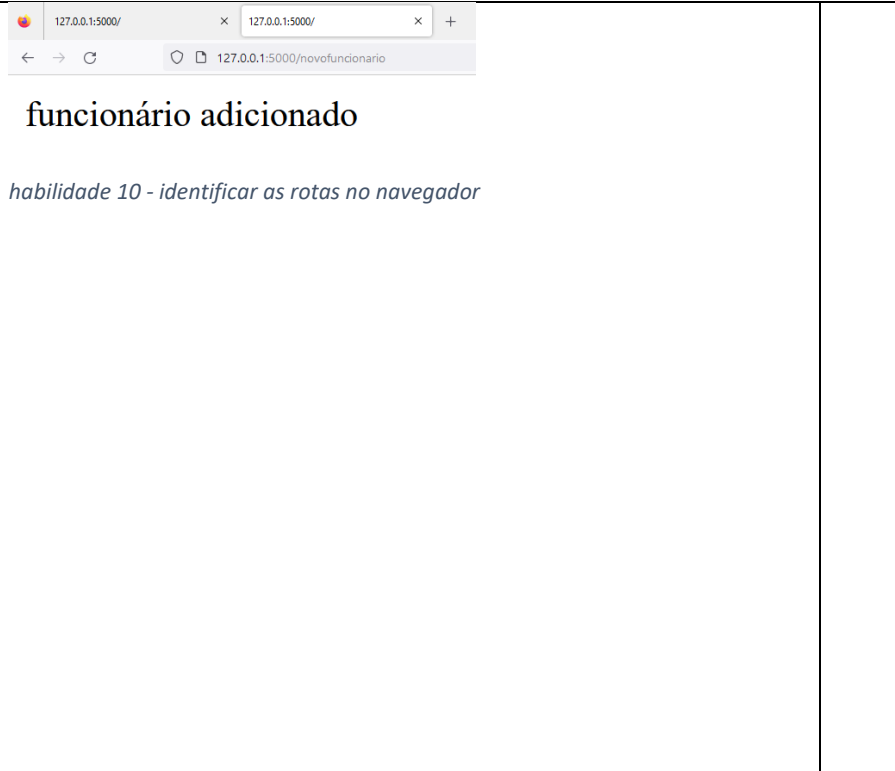 127.0.0.1:5000/
127.0.0.1:5000/
127.0.0.1:5000/novofuncionario
funcionário adicionado
habilidade 10 - identificar as rotas no navegador